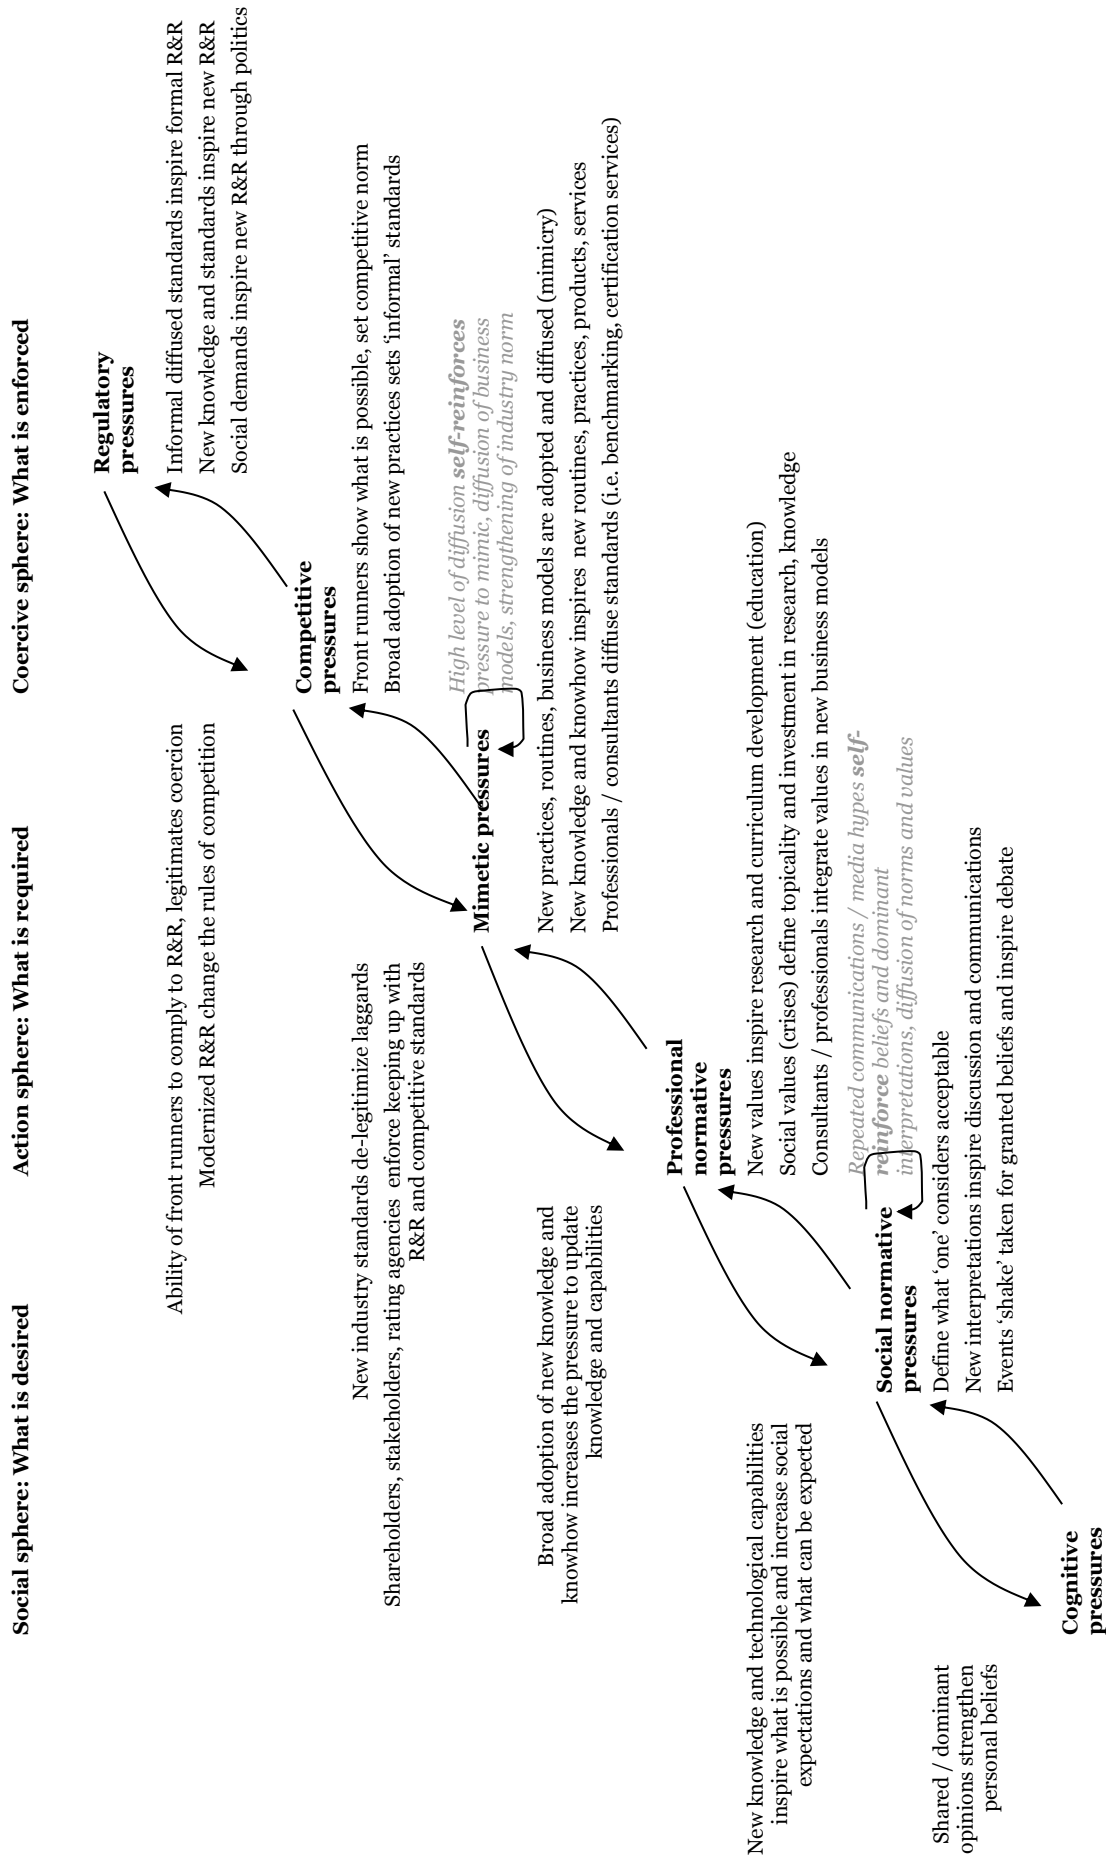 Social sphere: What is desired
Action sphere: What is required
Coercive sphere: What is enforced
Regulatory
pressures
Ability of front runners to comply to R&R, legitimates coercion
Modernized R&R change the rules of competition
Informal diffused standards inspire formal R&R
New knowledge and standards inspire new R&R
Social demands inspire new R&R through politics
Competitive
pressures
New industry standards de-legitimize laggards
Shareholders, stakeholders, rating agencies enforce keeping up with
R&R and competitive standards
Front runners show what is possible, set competitive norm
Broad adoption of new practices sets ‘informal’ standards
High level of diffusion self-reinforces
pressure to mimic, diffusion of business
models, strengthening of industry norm
Mimetic pressures
Broad adoption of new knowledge and
knowhow increases the pressure to update
knowledge and capabilities
New practices, routines, business models are adopted and diffused (mimicry)
New knowledge and knowhow inspires new routines, practices, products, services
Professionals / consultants diffuse standards (i.e. benchmarking, certification services)
Professional
normative
pressures
New knowledge and technological capabilities
inspire what is possible and increase social
expectations and what can be expected
New values inspire research and curriculum development (education)
Social values (crises) define topicality and investment in research, knowledge
Consultants / professionals integrate values in new business models
Repeated communications / media hypes self-
reinforce beliefs and dominant
interpretations, diffusion of norms and values
Social normative
pressures
Shared / dominant
opinions strengthen
personal beliefs
Define what ‘one’ considers acceptable
New interpretations inspire discussion and communications
Events ‘shake’ taken for granted beliefs and inspire debate
Cognitive
pressures